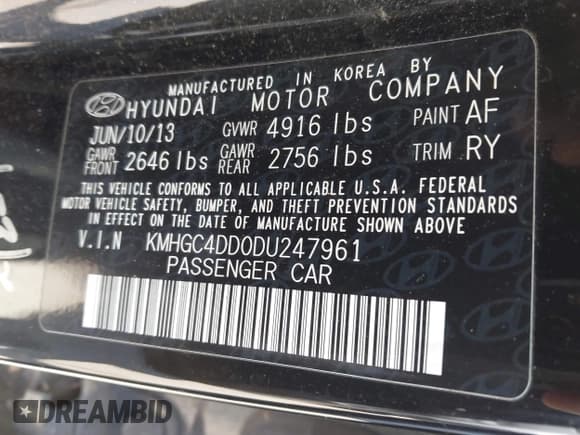 MANUFACTURED IN KOREA BY
HYUNDAI MOTOR COMPANY
JUN/10/13 GVWR 4916 lbs PAINT AF
GAWR FRONT 2646 lbs GAWR REAR 2756 lbs TRIM RY
THIS VEHICLE CONFORMS TO ALL APPLICABLE U.S.A. FEDERAL
MOTOR VEHICLE SAFETY, BUMPER, AND THEFT PREVENTION STANDARDS
IN EFFECT ON THE DATE OF MANUFACTURE SHOWN ABOVE.
V.I.N KMHGC4DD0DU247961
PASSENGER CAR
DREAMBID